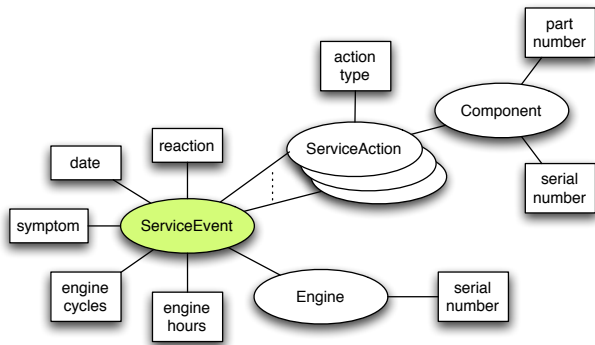 part
number
action
type
Component
reaction
ServiceAction
date
serial
number
symptom
ServiceEvent
engine
cycles
engine
hours
Engine
serial
number